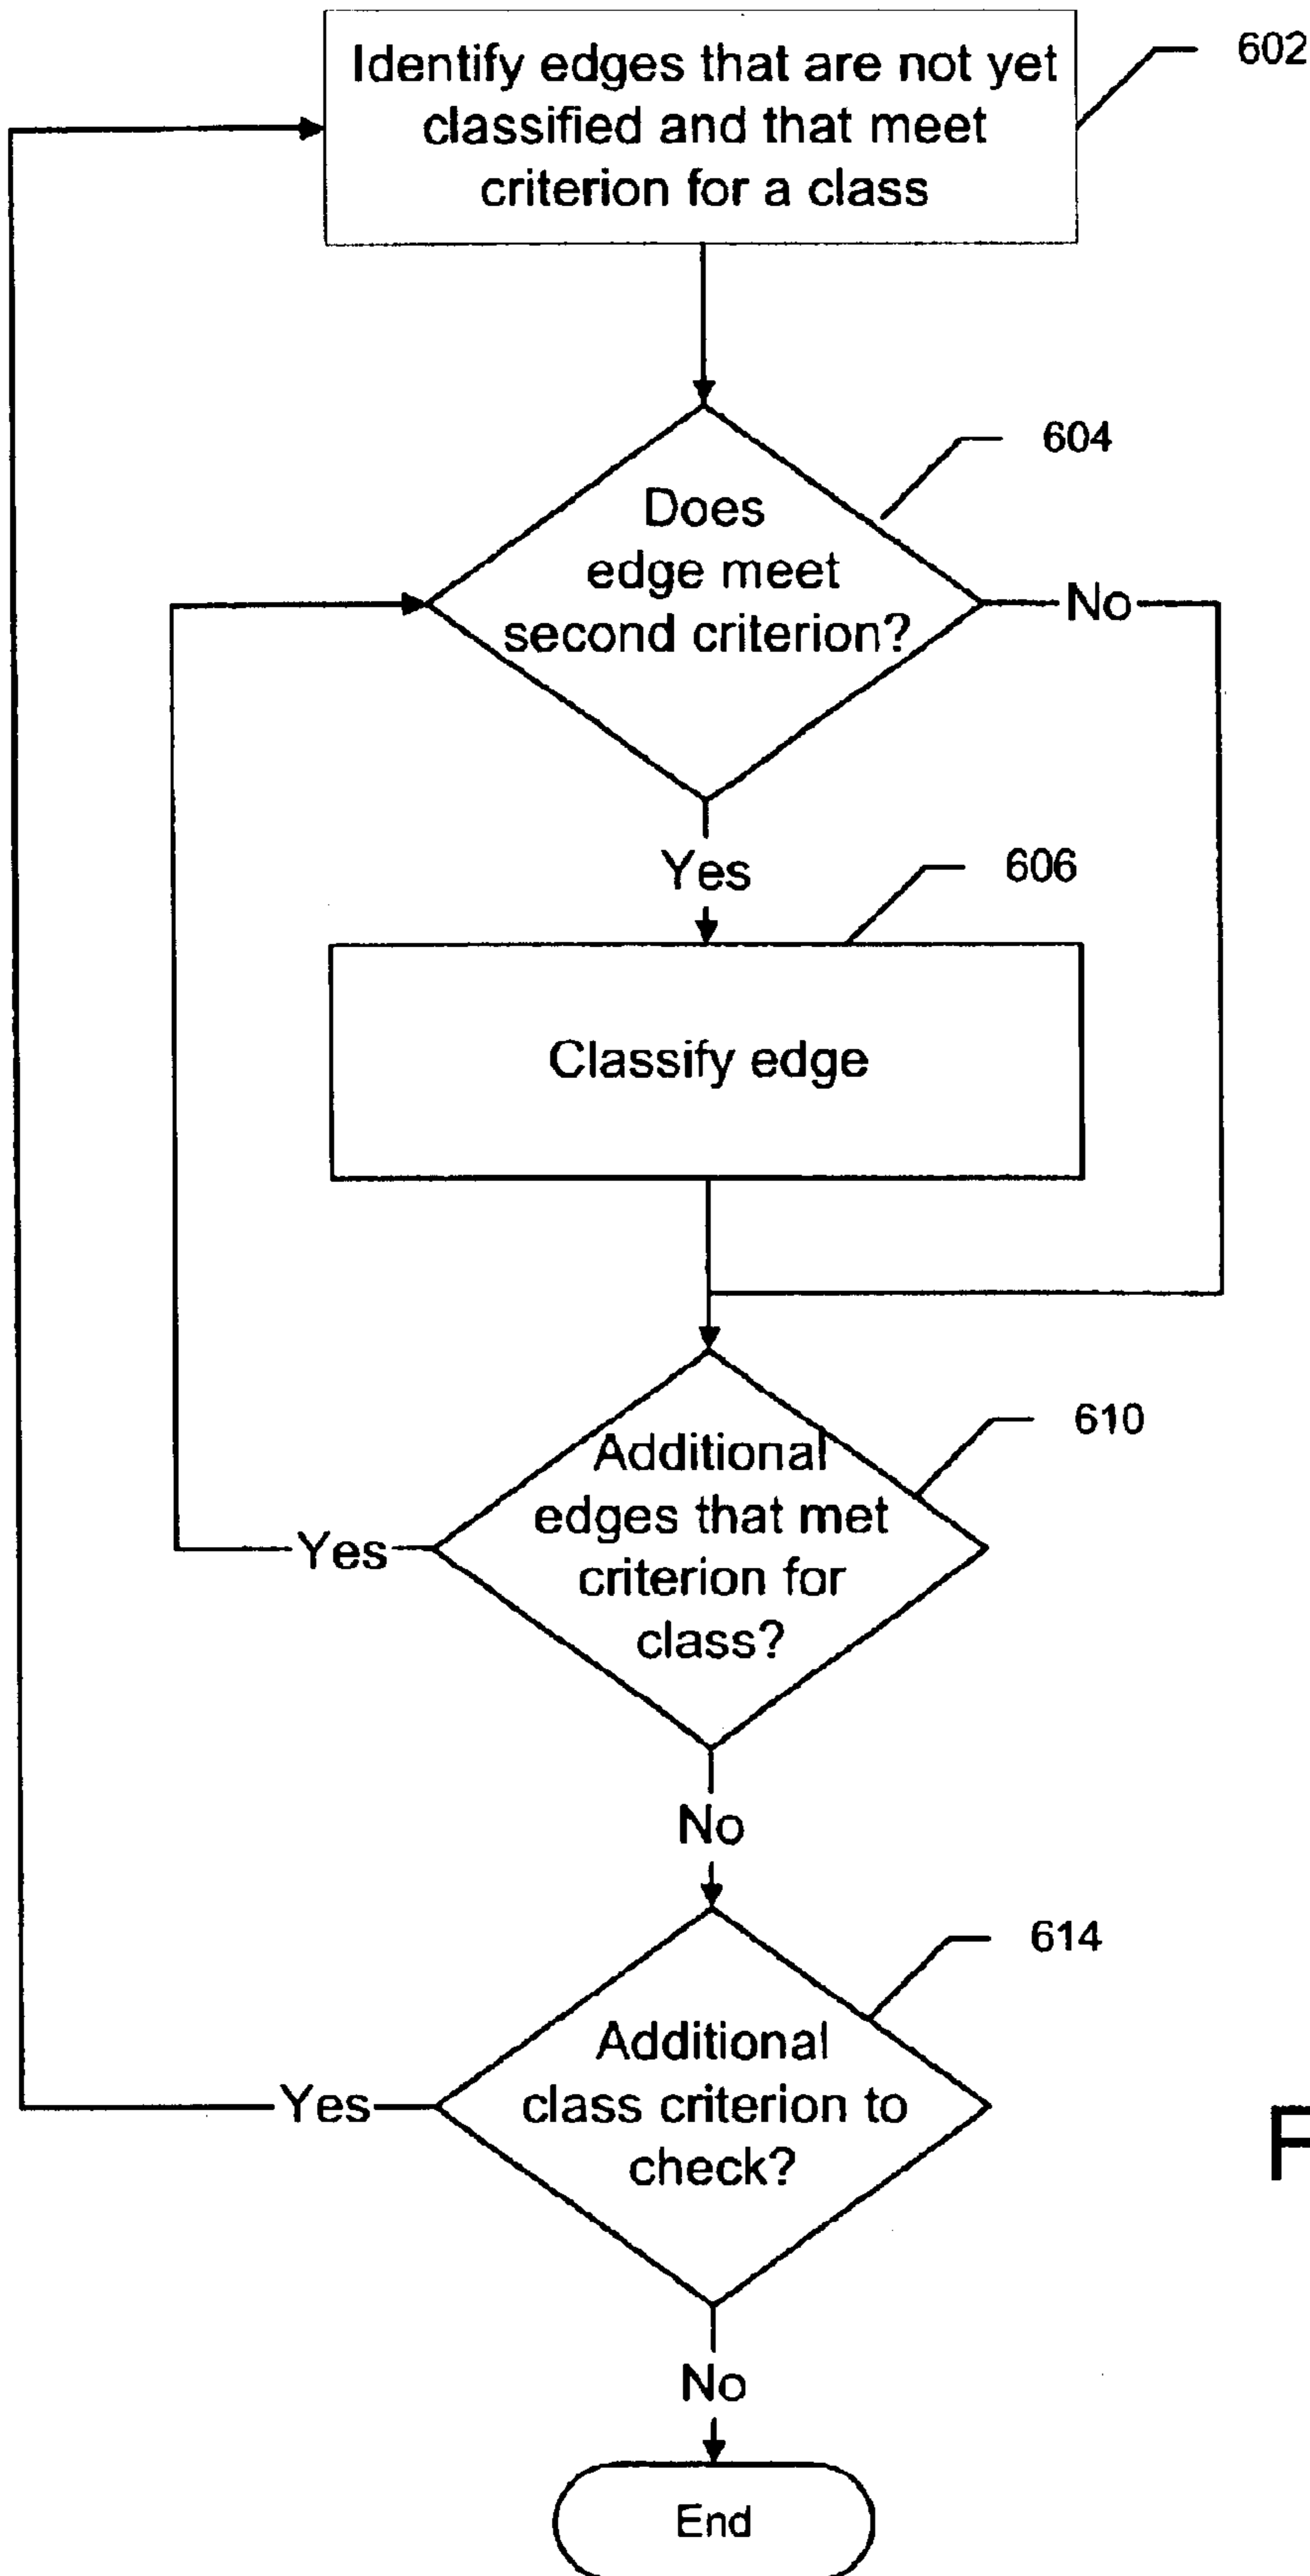 Identify edges that are not yet
classified and that meet
criterion for a class
602
604
Does
edge meet
second criterion?
No
Yes
606
Classify edge
610
Additional
edges that met
criterion for
class?
Yes
No
614
Additional
class criterion to
check?
Yes
F
No
End